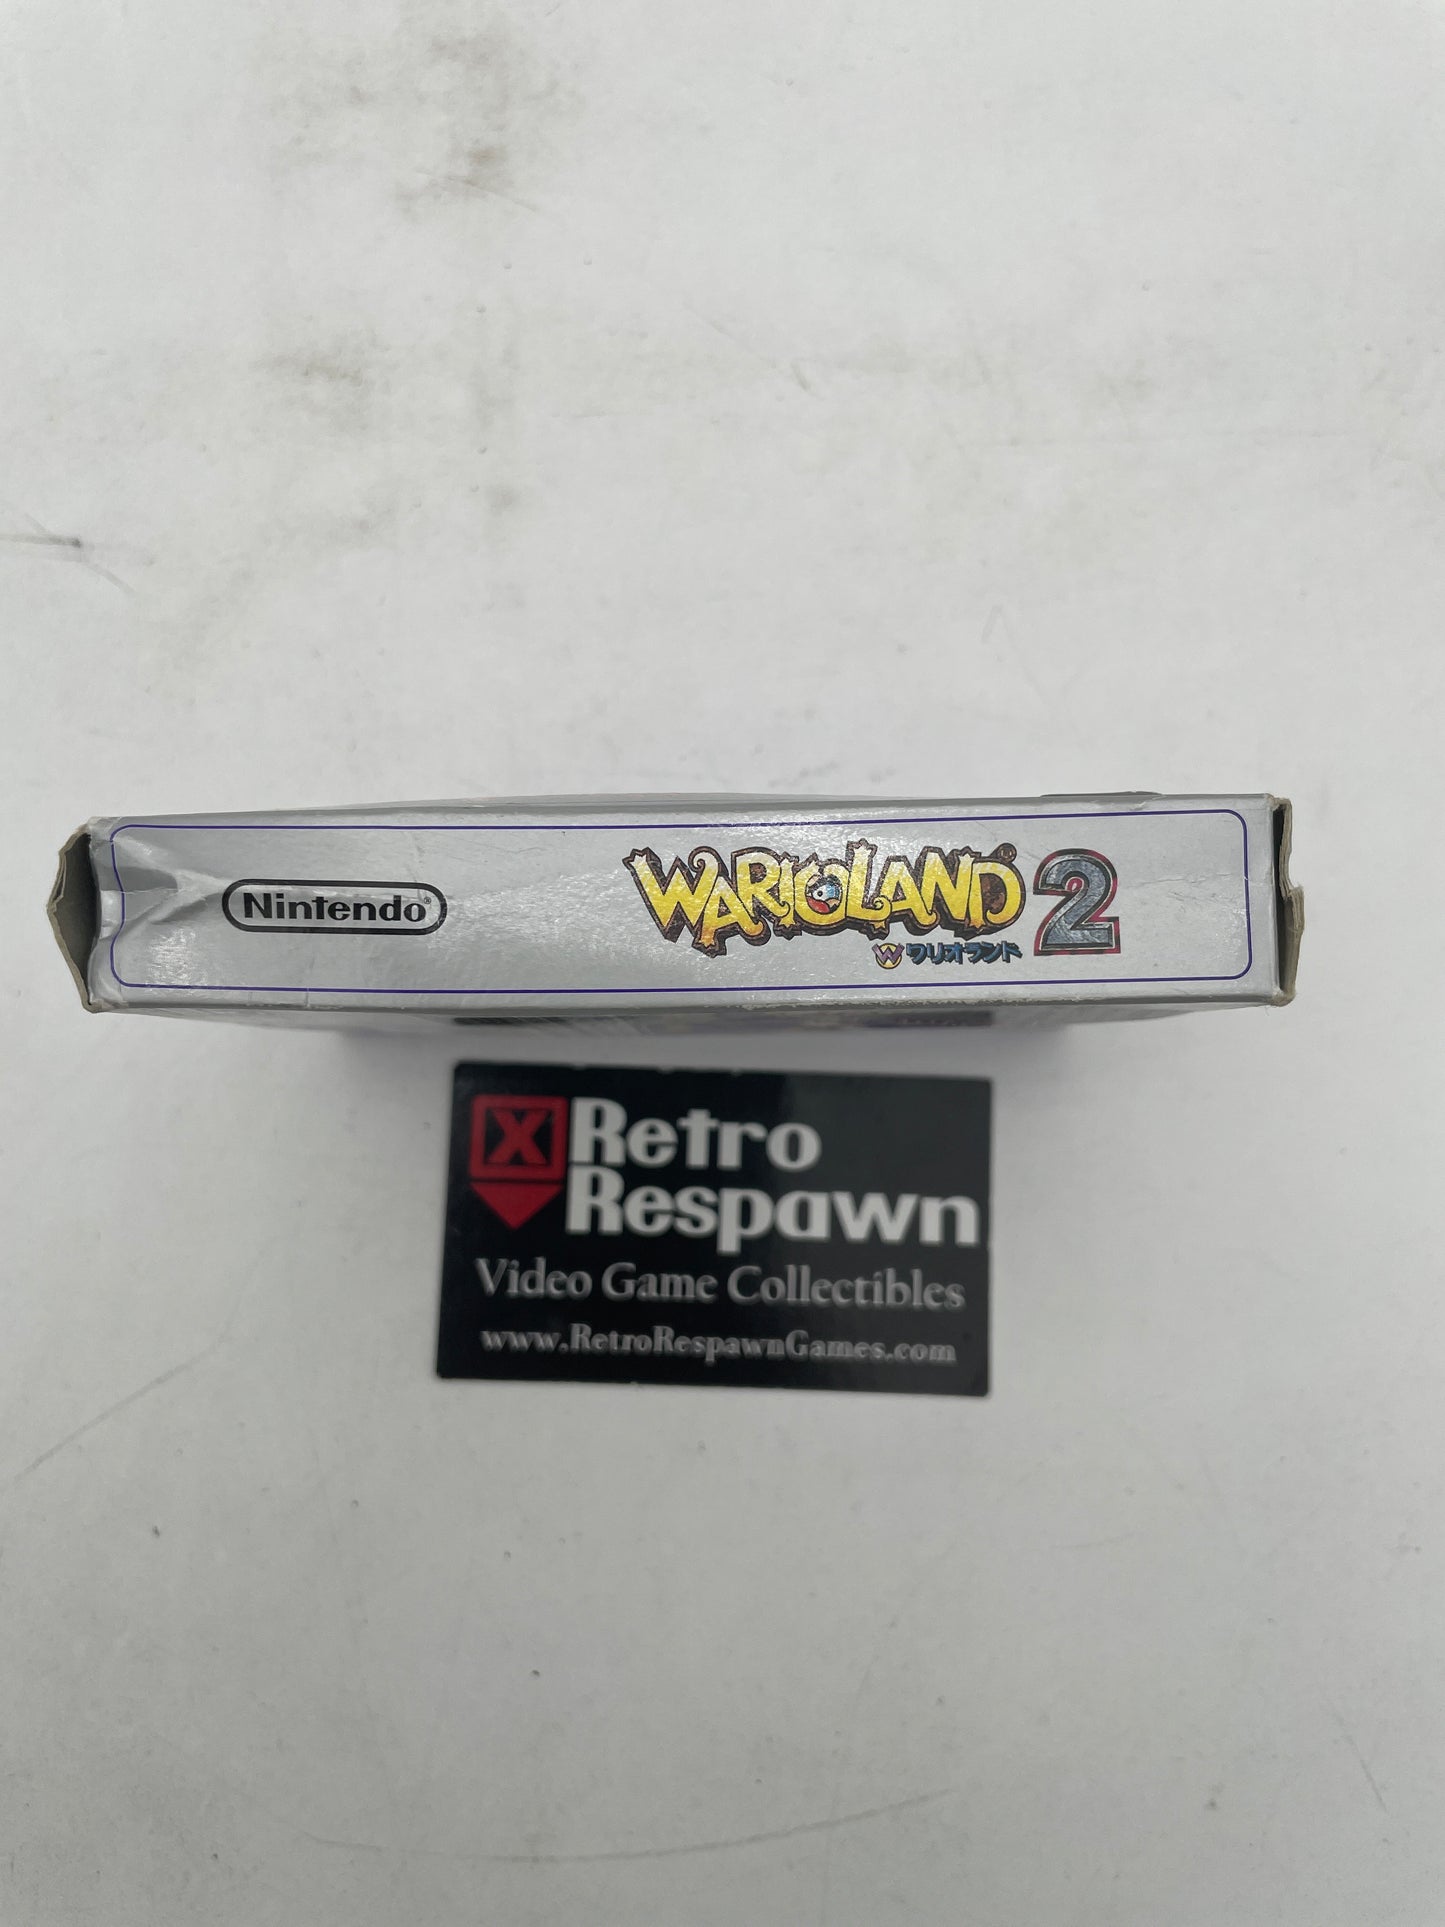 Nintendo®
WARIOLAND 2
W ワリオランド
X Retro
Respawn
Video Game Collectibles
www.RetroRespawnGames.com